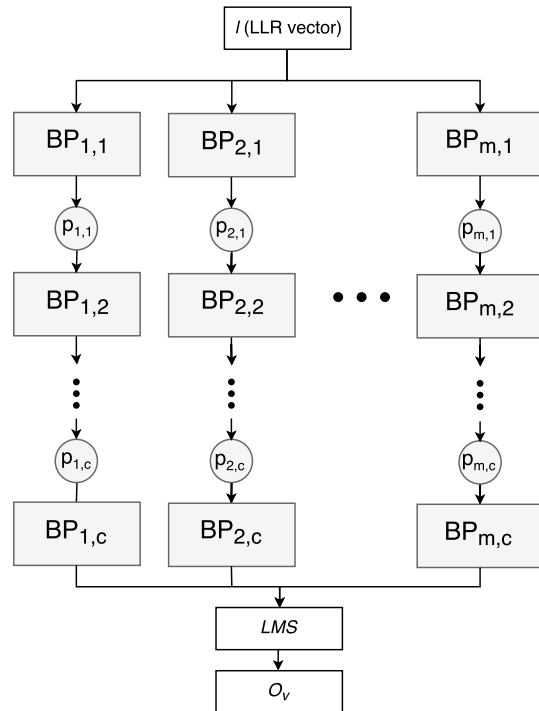 l (LLR vector)
BP1,1 BP2,1 BPm,1
p1,1 p2,1 pm,1
BP1,2 BP2,2 BPm,2
p1,c p2,c pm,c
BP1,c BP2,c BPm,c
LMS
Ov